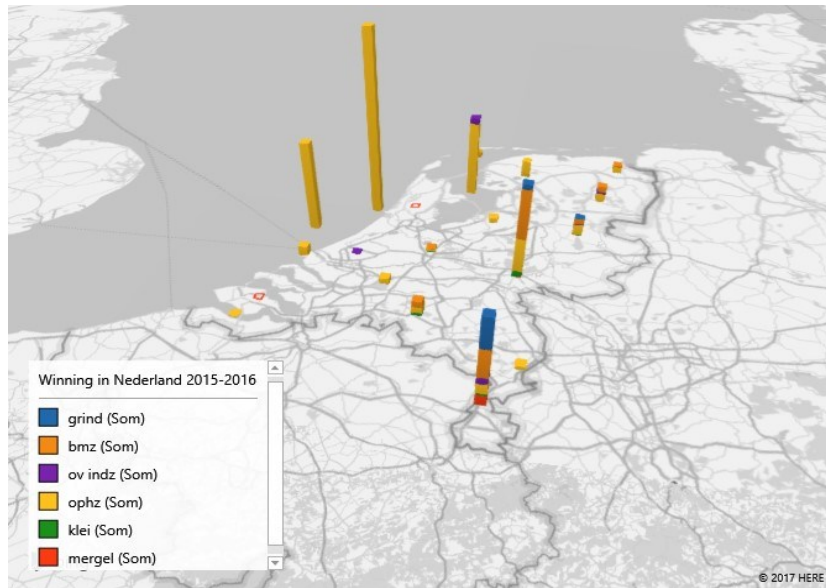 Winning in Nederland 2015-2016
grind (Som)
bmz (Som)
ov indz (Som)
ophz (Som)
klei (Som)
mergel (Som)
© 2017 HERE